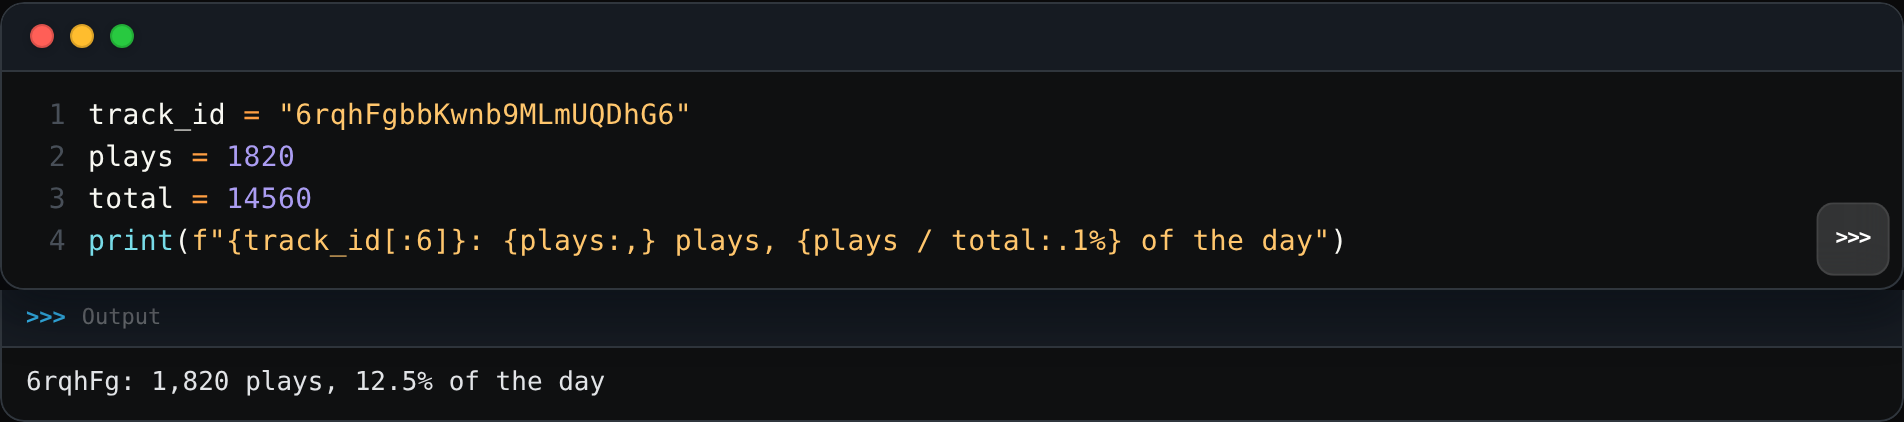 1 track_id = "6rqhFgbbKwnb9MLmUQDhG6"
2 plays = 1820
3 total = 14560
4 print(f"{track_id[:6]}: {plays:,} plays, {plays / total:.1%} of the day")
>>>
>>> Output
6rqhFg: 1,820 plays, 12.5% of the day